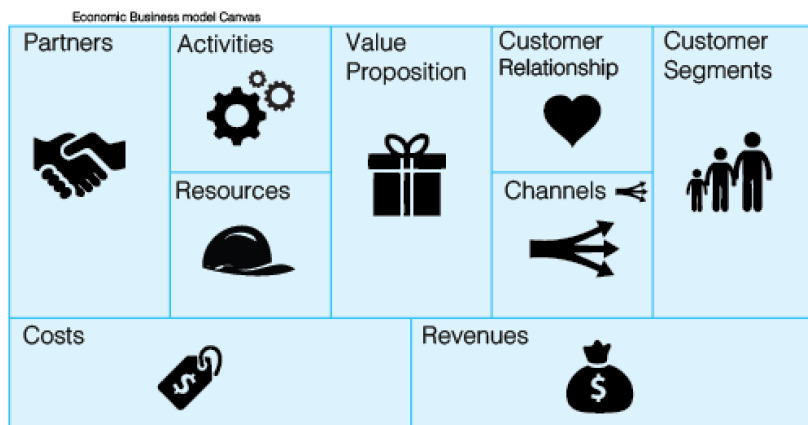 Economic Business model Canvas
Partners
Activities
Value
Proposition
Customer
Relationship
Customer
Segments
Resources
Channels
Costs
$
Revenues
$